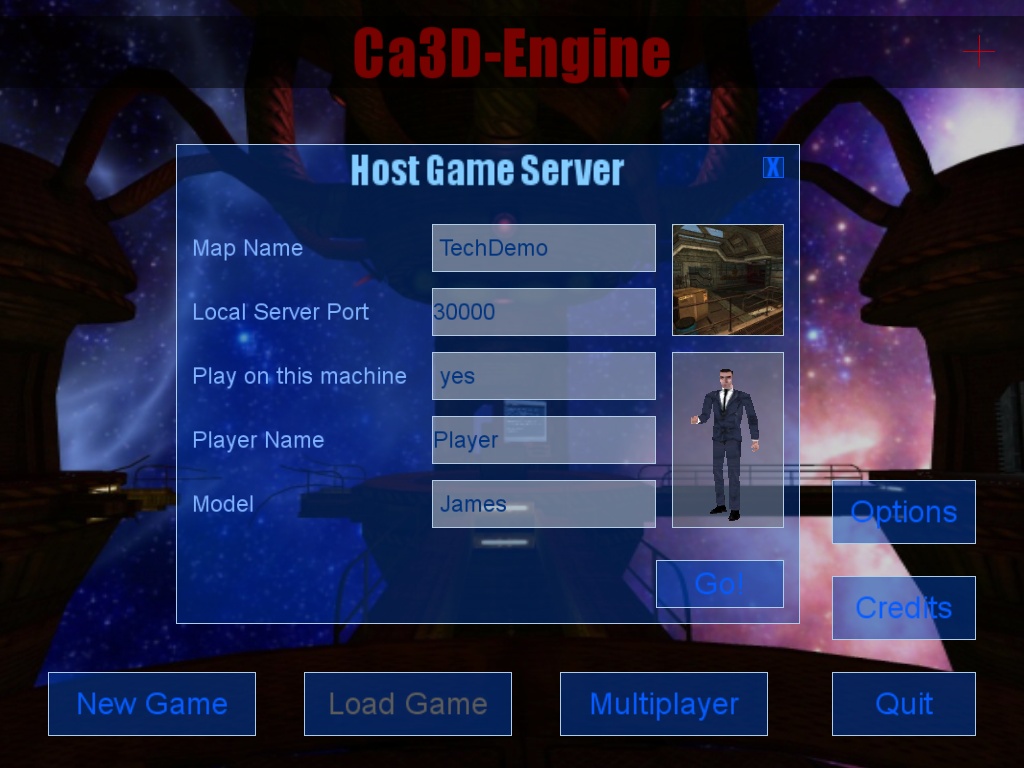 Ca3D-Engine
Host Game Server
X
Map Name
TechDemo
Local Server Port
30000
Play on this machine
yes
Player Name
Player
Model
James
Go!
Options
Credits
New Game
Load Game
Multiplayer
Quit